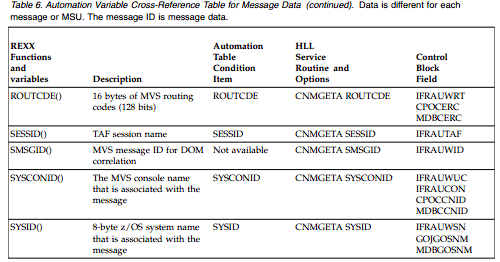 Table 6. Automation Variable Cross-Reference Table for Message Data (continued). Data is different for each
message or MSU. The message ID is message data.
REXX Functions and variables Description Automation Table Condition Item HLL Service Routine and Options Control Block Field
ROUTCDE() 16 bytes of MVS routing ROUTCDE CNMGETA ROUTCDE IFRAUWRT
codes (128 bits) CPOCERC
MDBCERC
SESSID() TAF session name SESSID CNMGETA SESSID IFRAUTAF
SMSGID() MVS message ID for DOM Not available CNMGETA SMSGID IFRAUWID
correlation
SYSCONID() The MVS console name SYSCONID CNMGETA SYSCONID IFRAUWUC
that is associated with the IFRAUCON
message CPOCCNID
MDBCCNID
SYSID() 8-byte z/OS system name SYSID CNMGETA SYSID IFRAUWSN
that is associated with the GOJGOSNM
message MDBGOSNM